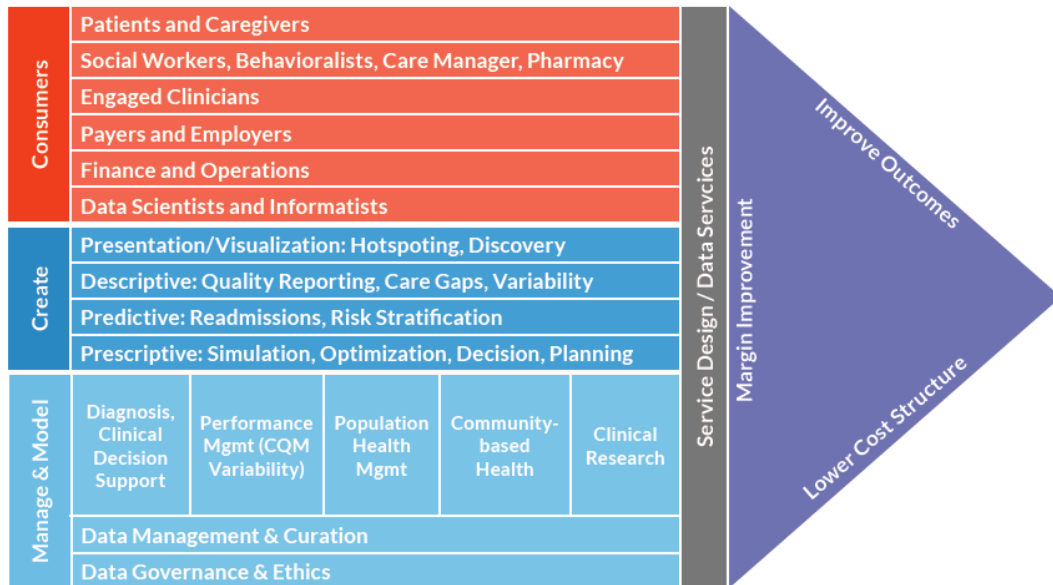 Consumers
Patients and Caregivers
Social Workers, Behavioralists, Care Manager, Pharmacy
Engaged Clinicians
Payers and Employers
Finance and Operations
Data Scientists and Informatists
Create
Presentation/Visualization: Hotspoting, Discovery
Descriptive: Quality Reporting, Care Gaps, Variability
Predictive: Readmissions, Risk Stratification
Prescriptive: Simulation, Optimization, Decision, Planning
Manage & Model
Diagnosis,
Clinical
Decision
Support
Performance
Mgmt (CQM
Variability)
Population
Health
Mgmt
Community-
based
Health
Clinical
Research
Data Management & Curation
Data Governance & Ethics
Service Design / Data Servcices
Margin Improvement
Improve Outcomes
Lower Cost Structure